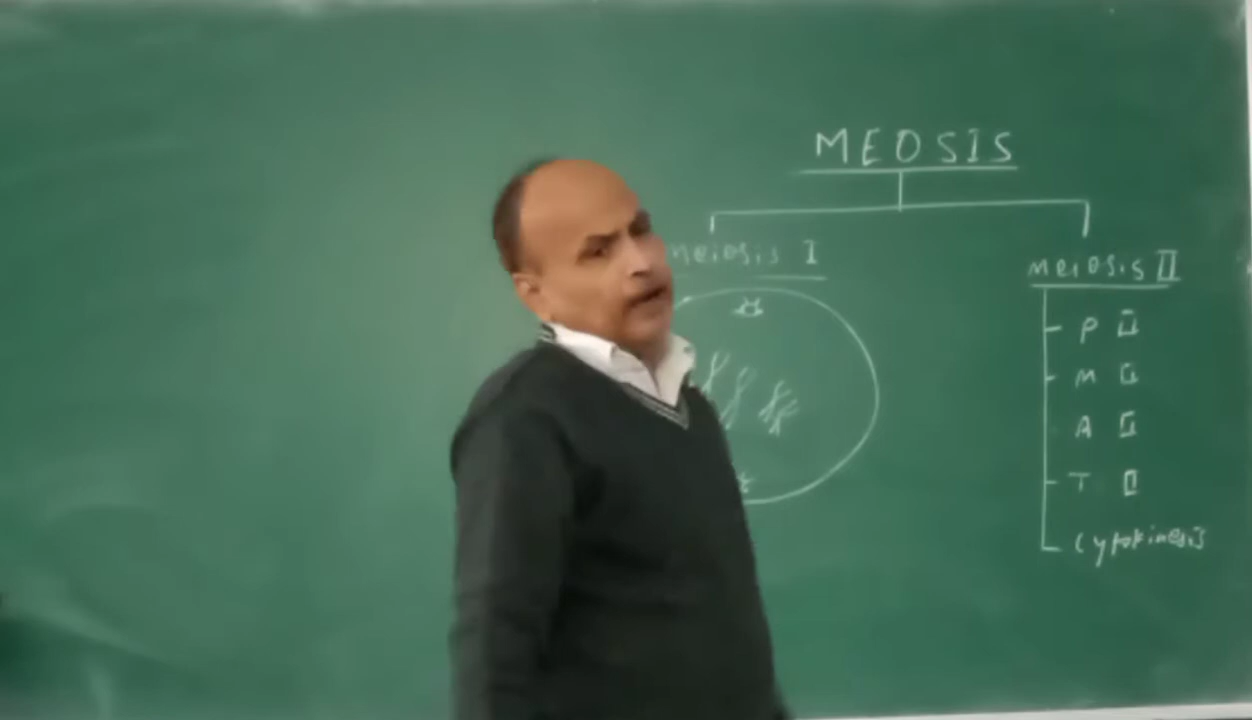 MEOSIS
meiosis I
meiosis II
P II
M II
A II
T II
Cytokinesis